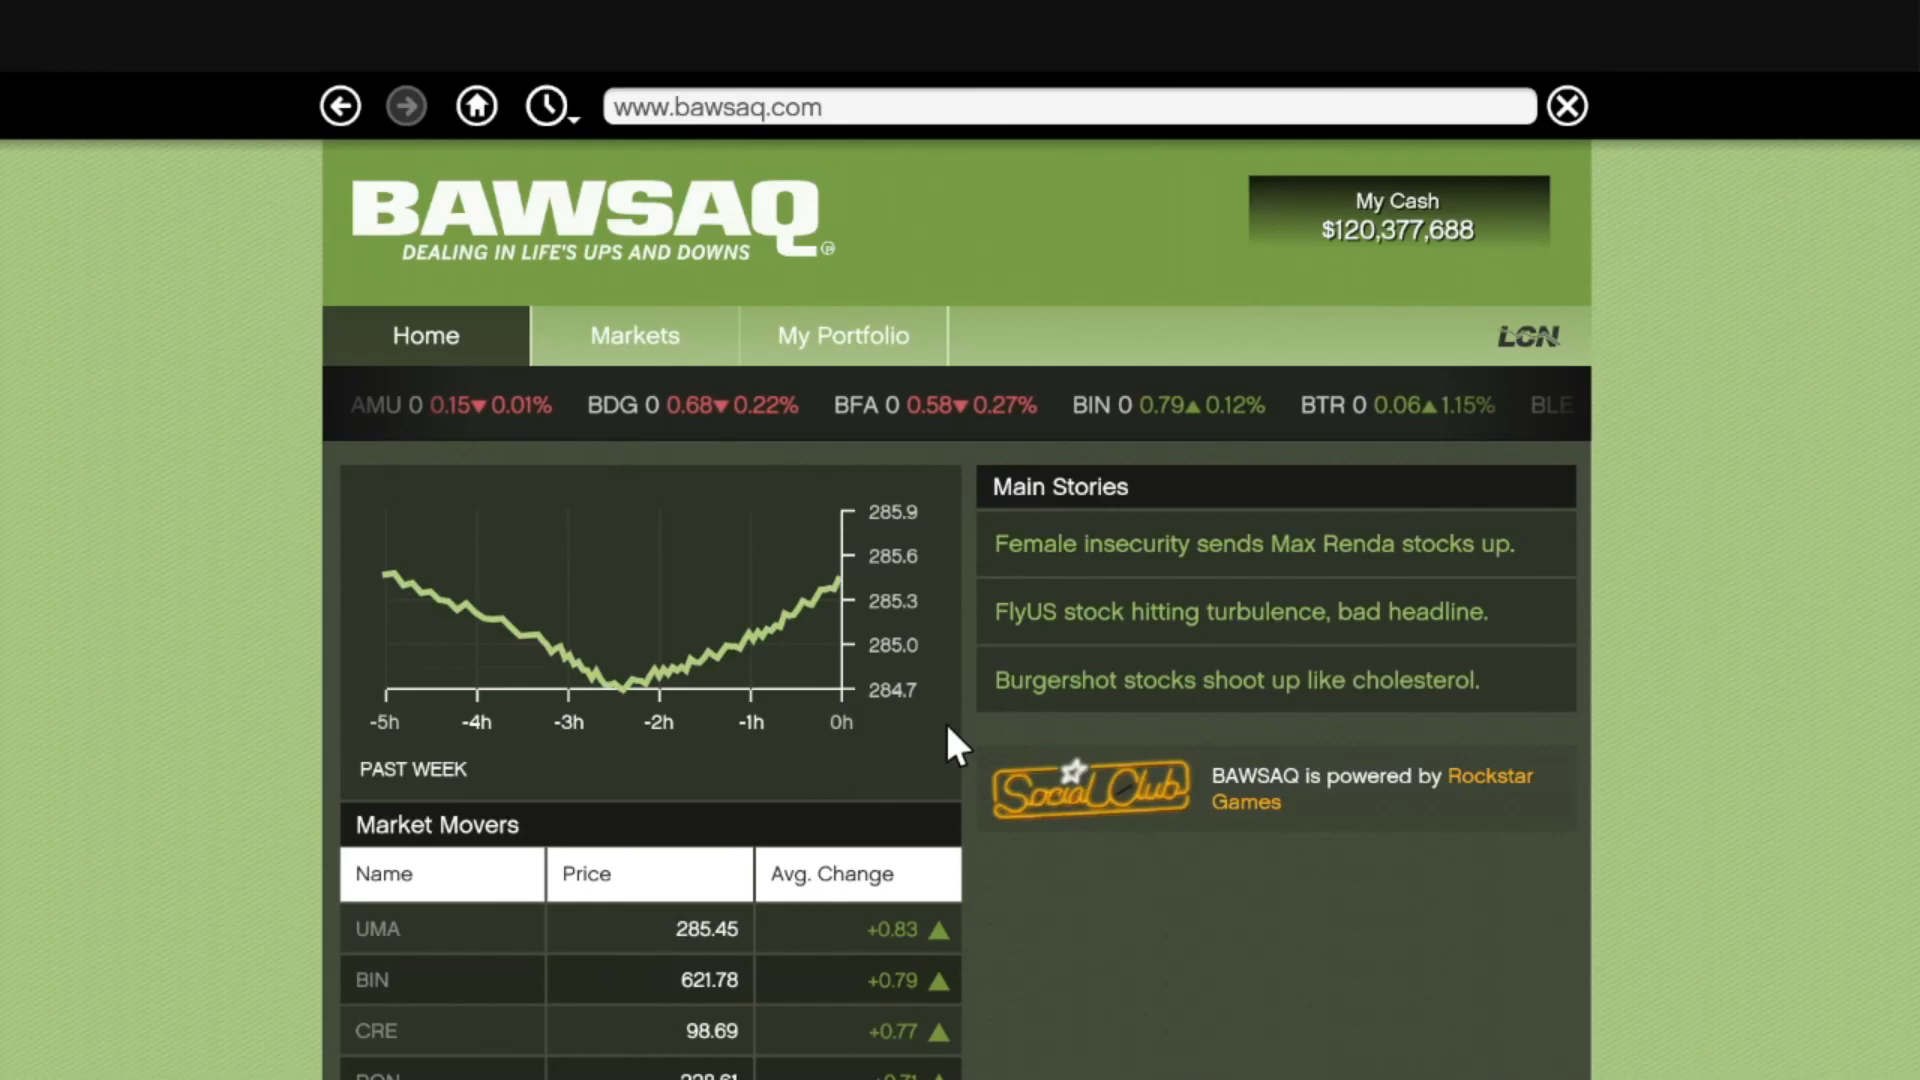 www.bawsaq.com
BAWSAQ
DEALING IN LIFE'S UPS AND DOWNS
My Cash
$120,377,688
Home
Markets
My Portfolio
LCN
AMU 0 0.15▼0.01% BDG 0 0.68▼0.22% BFA 0 0.58▼0.27% BIN 0 0.79▲0.12% BTR 0 0.06▲1.15% BLE
285.9
285.6
285.3
285.0
284.7
-5h -4h -3h -2h -1h 0h
PAST WEEK
Main Stories
Female insecurity sends Max Renda stocks up.
FlyUS stock hitting turbulence, bad headline.
Burgershot stocks shoot up like cholesterol.
Social Club
BAWSAQ is powered by Rockstar
Games
Market Movers
Name Price Avg. Change
UMA 285.45 +0.83 ▲
BIN 621.78 +0.79 ▲
CRE 98.69 +0.77 ▲